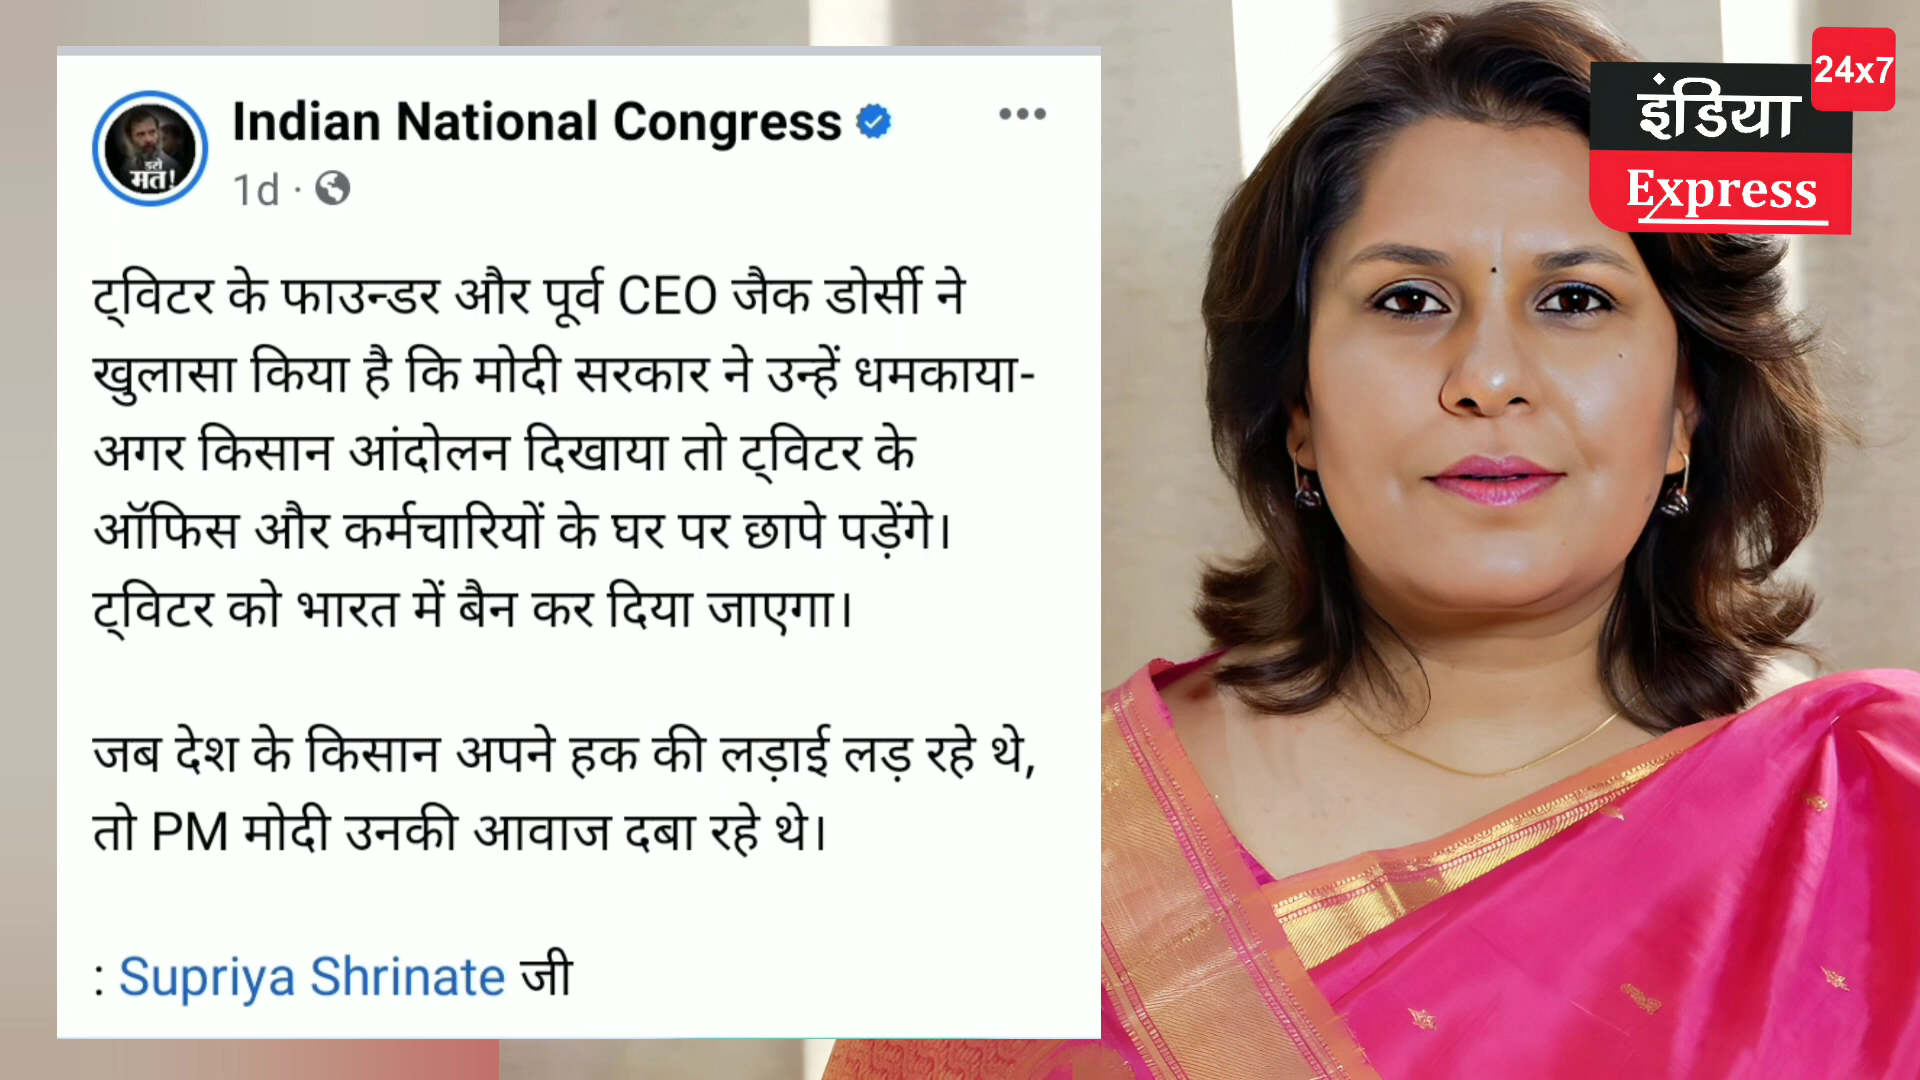 Indian National Congress
1d
डरो
मत!
ट्विटर के फाउन्डर और पूर्व CEO जैक डोर्सी ने
खुलासा किया है कि मोदी सरकार ने उन्हें धमकाया-
अगर किसान आंदोलन दिखाया तो ट्विटर के
ऑफिस और कर्मचारियों के घर पर छापे पड़ेंगे।
ट्विटर को भारत में बैन कर दिया जाएगा।
जब देश के किसान अपने हक की लड़ाई लड़ रहे थे,
तो PM मोदी उनकी आवाज दबा रहे थे।
: Supriya Shrinate जी
24x7
इंडिया
Express